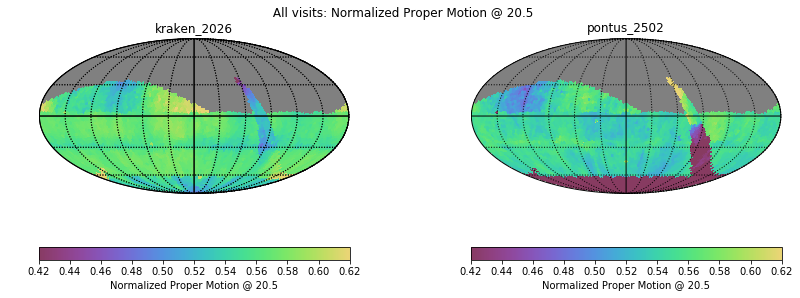 All visits: Normalized Proper Motion @ 20.5
kraken_2026 pontus_2502
0.42 0.44 0.46 0.48 0.50 0.52 0.54 0.56 0.58 0.60 0.62 0.42 0.44 0.46 0.48 0.50 0.52 0.54 0.56 0.58 0.60 0.62
Normalized Proper Motion @ 20.5 Normalized Proper Motion @ 20.5